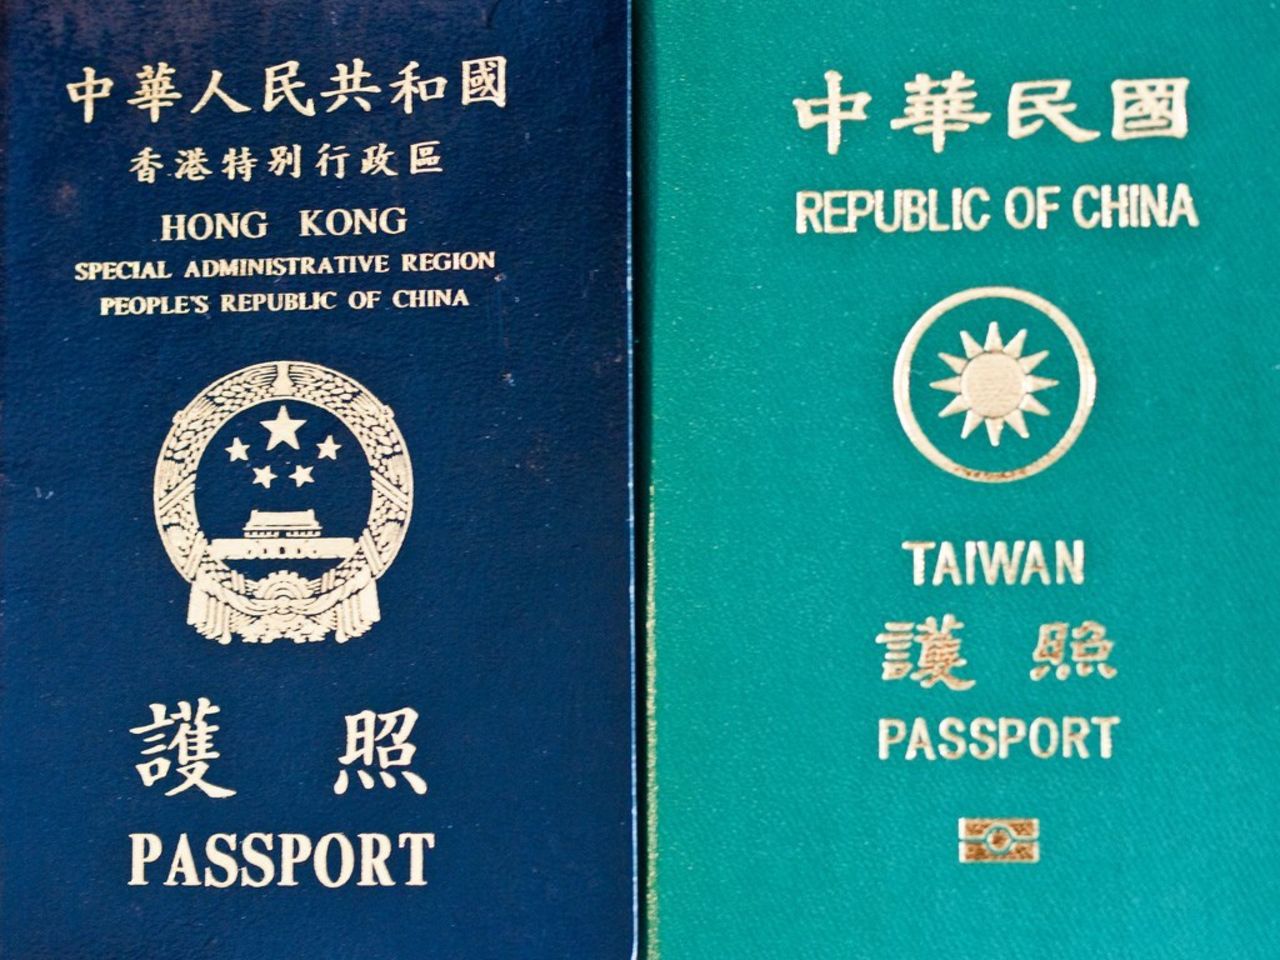 中華人民共和國
香港特別行政區
HONG KONG
SPECIAL ADMINISTRATIVE REGION
PEOPLE'S REPUBLIC OF CHINA
護照
PASSPORT
中華民國
REPUBLIC OF CHINA
TAIWAN
護照
PASSPORT